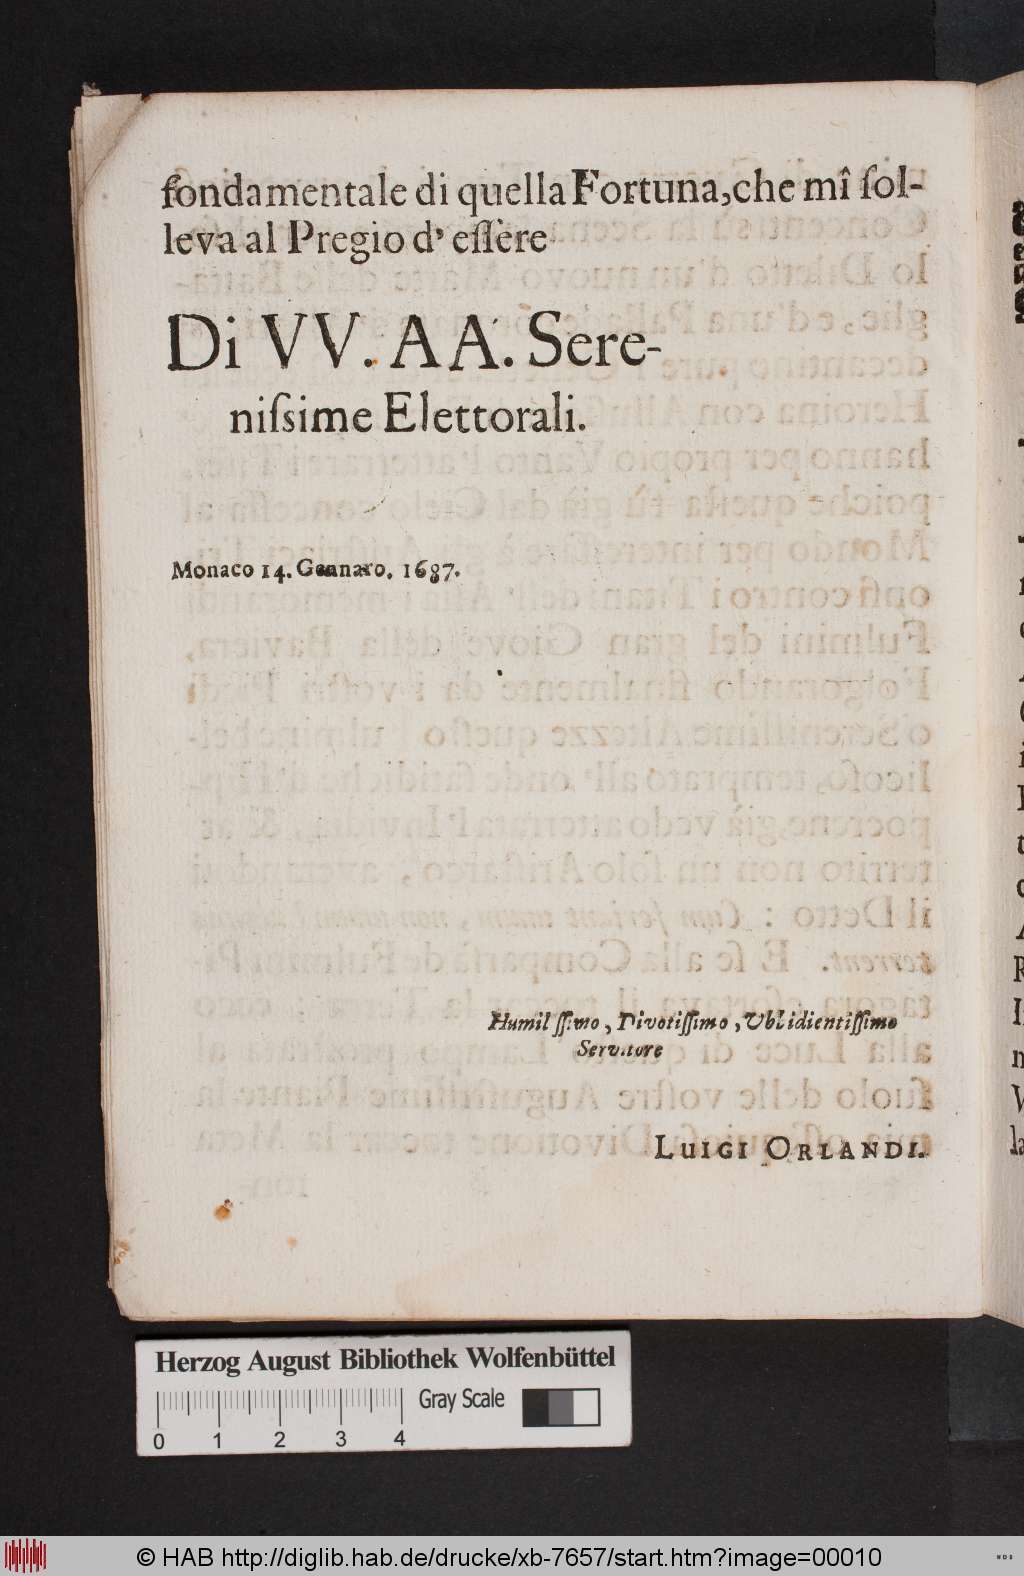 fondamentale di quella Fortuna, che mî ſol-
leva al Pregio d' eſſère
Di VV. AA. Sere-
niſsime Elettorali.
Monaco 14. Gennaro. 1687.
Humiliſſimo, Divotiſſimo, Vbbidientiſſimo
Servitore
LUIGI ORLANDI.
Herzog August Bibliothek Wolfenbüttel
Gray Scale
0 1 2 3 4
© HAB http://diglib.hab.de/drucke/xb-7657/start.htm?image=00010